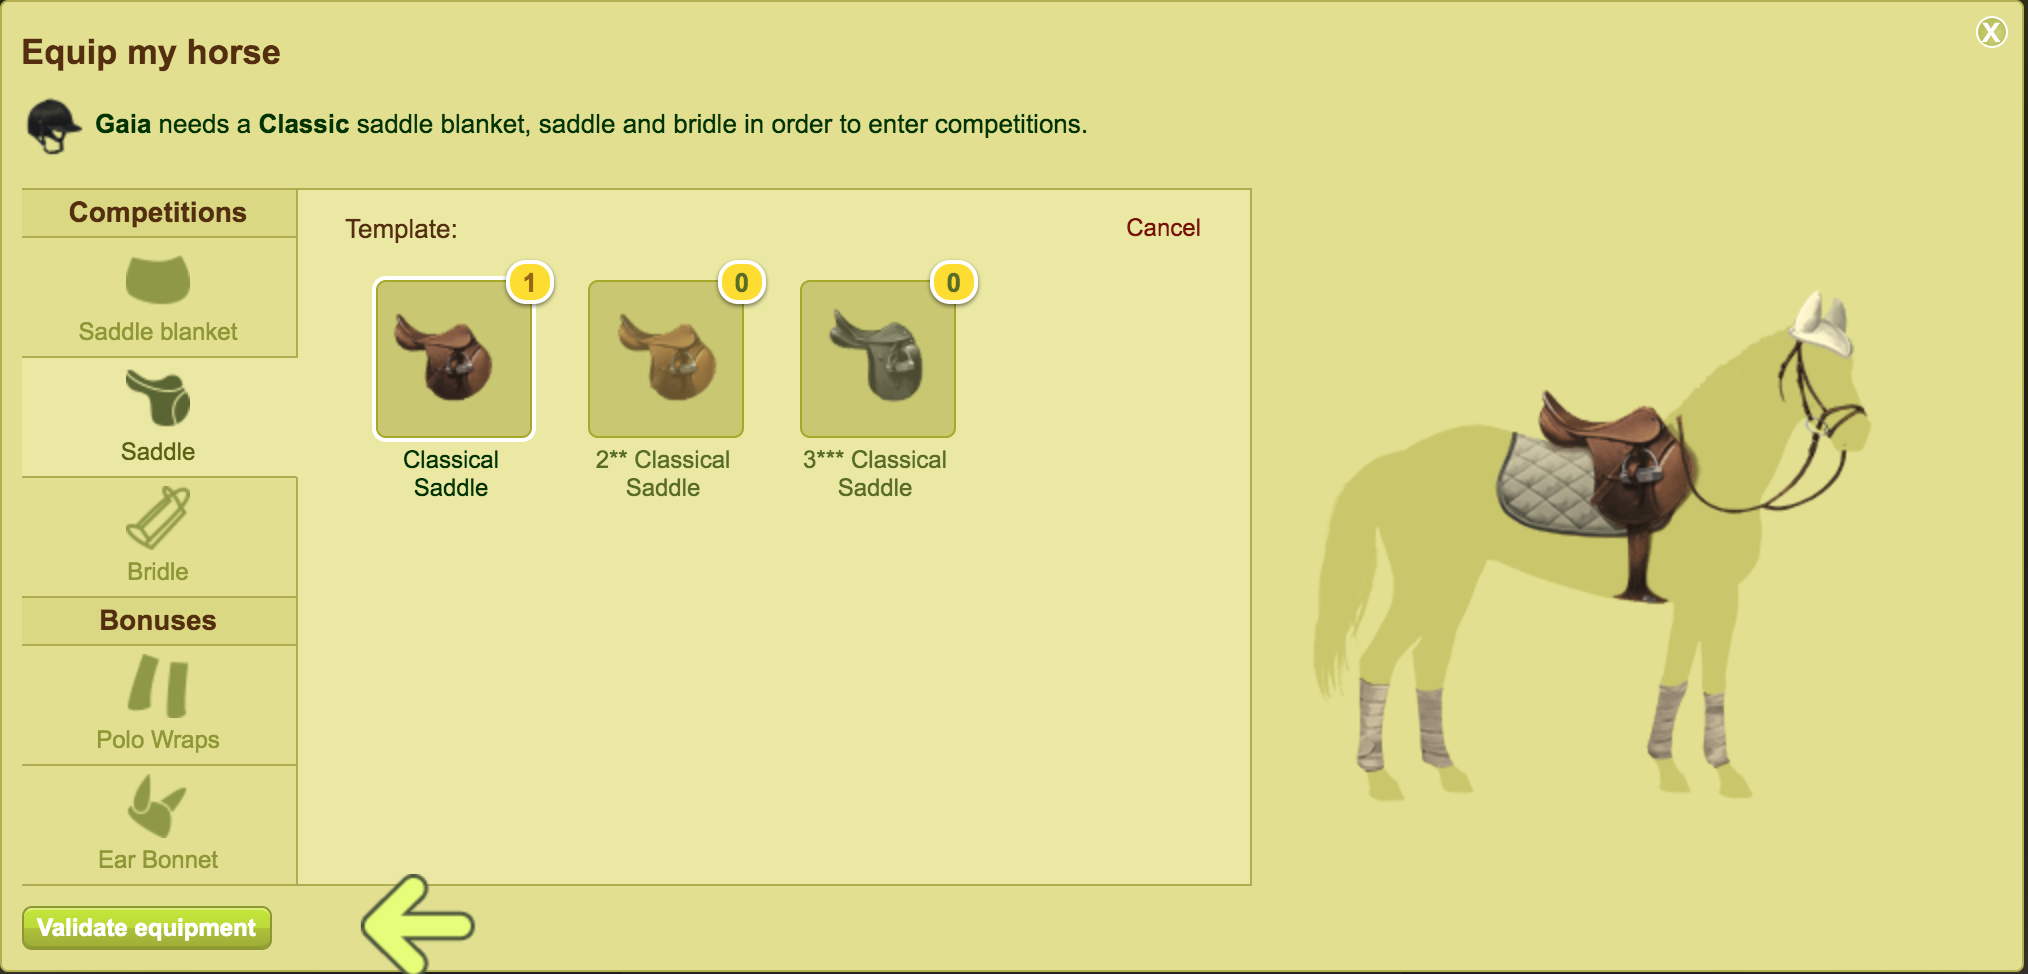 Equip my horse
X
Gaia needs a Classic saddle blanket, saddle and bridle in order to enter competitions.
Competitions
Saddle blanket
Saddle
Bridle
Bonuses
Polo Wraps
Ear Bonnet
Template:
Cancel
1
0
0
Classical
Saddle
2** Classical
Saddle
3*** Classical
Saddle
Validate equipment